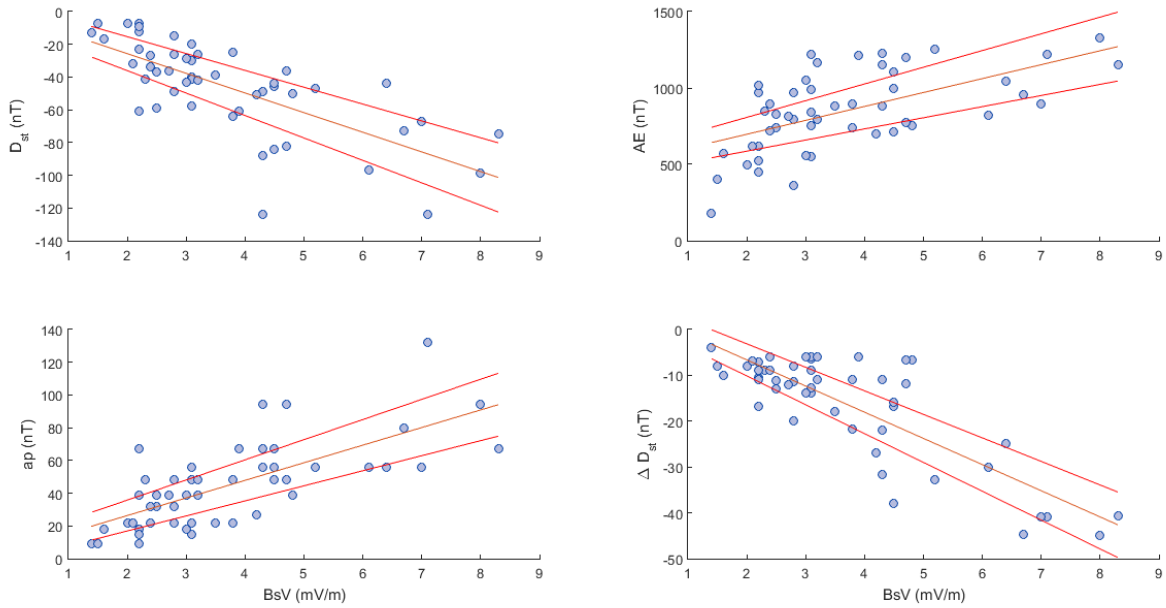 0
-20
-40
-60
-80
-100
-120
-140
D_st (nT)
1 2 3 4 5 6 7 8 9
1500
1000
500
0
AE (nT)
1 2 3 4 5 6 7 8 9
140
120
100
80
60
40
20
0
ap (nT)
1 2 3 4 5 6 7 8 9
BsV (mV/m)
0
-10
-20
-30
-40
-50
Δ D_st (nT)
1 2 3 4 5 6 7 8 9
BsV (mV/m)